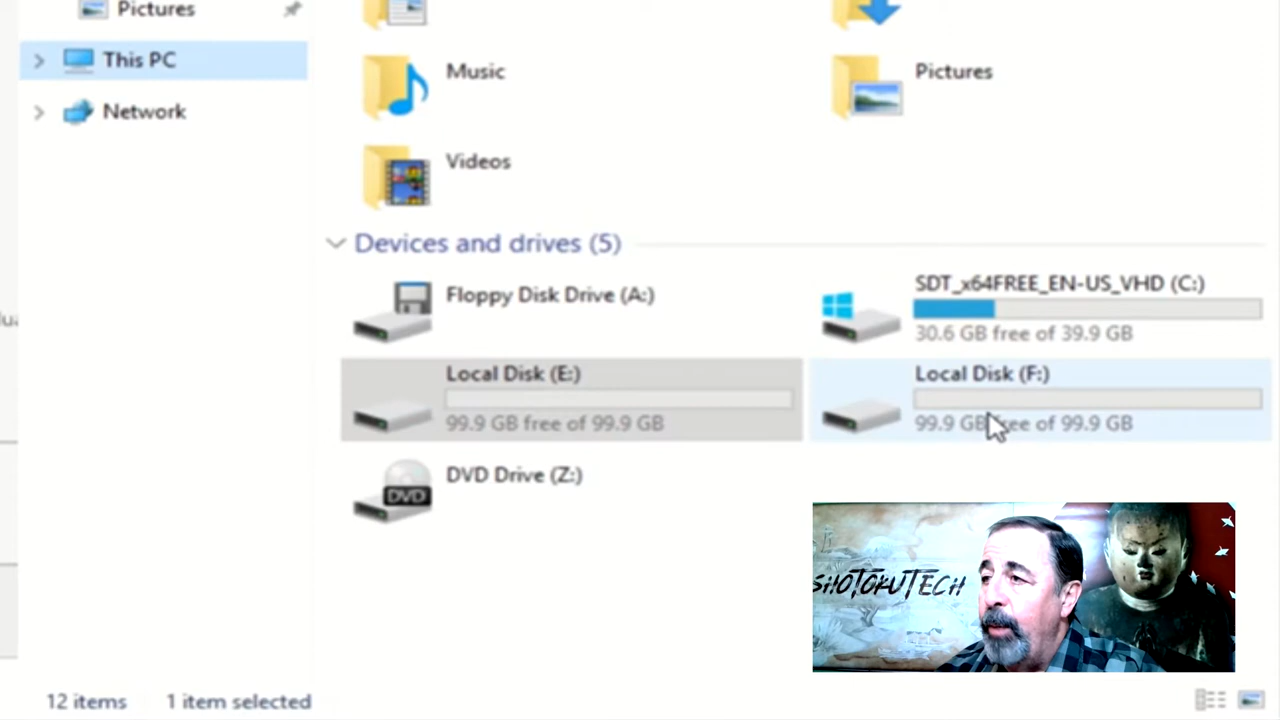 Pictures
This PC
Network
Music
Pictures
Videos
Devices and drives (5)
Floppy Disk Drive (A:)
SDT_x64FREE_EN-US_VHD (C:)
30.6 GB free of 39.9 GB
Local Disk (E:)
99.9 GB free of 99.9 GB
Local Disk (F:)
99.9 GB free of 99.9 GB
DVD Drive (Z:)
DVD
SHOTOKUTECH
12 items
1 item selected